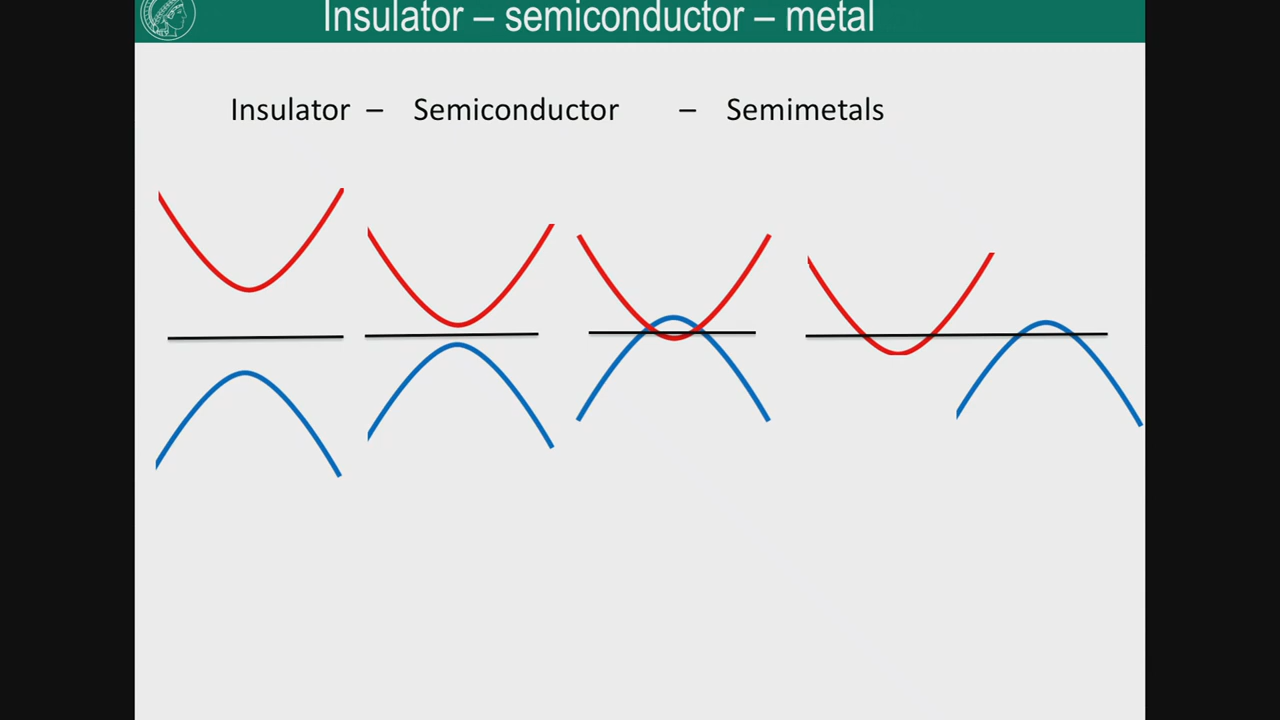 Insulator – semiconductor – metal
Insulator – Semiconductor – Semimetals